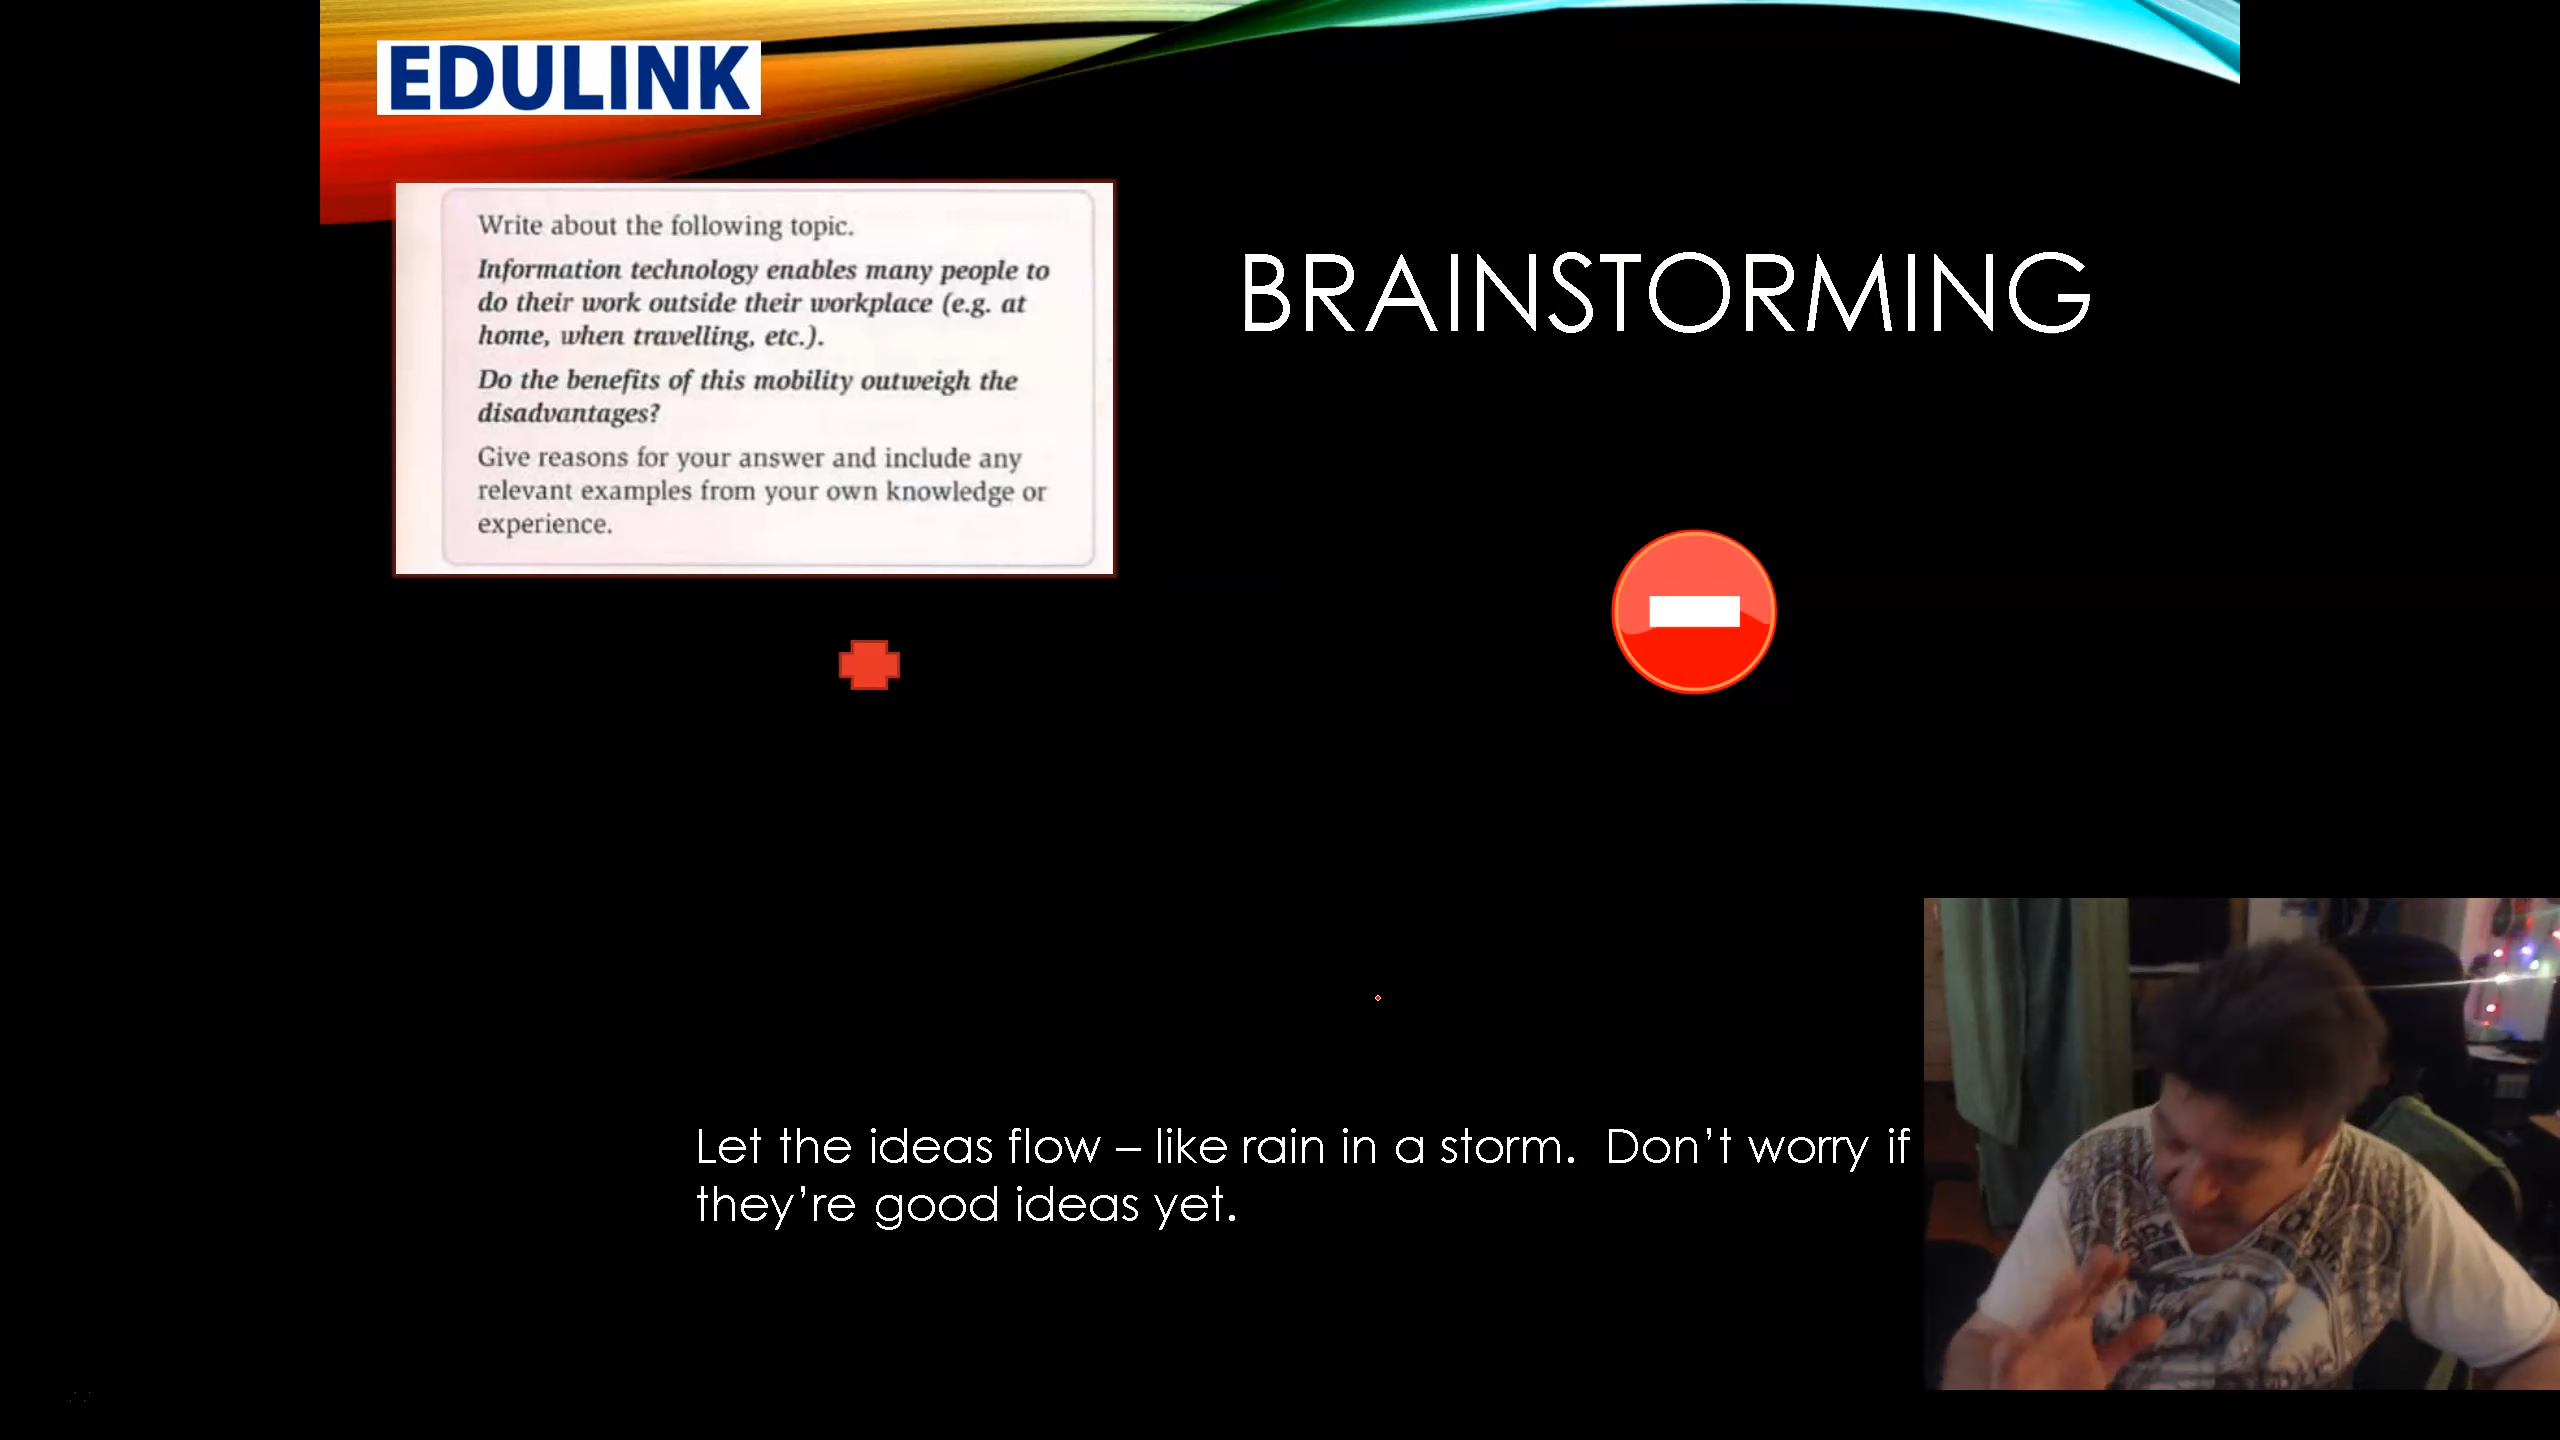 EDULINK
Write about the following topic.
Information technology enables many people to
do their work outside their workplace (e.g. at
home, when travelling, etc.).
Do the benefits of this mobility outweigh the
disadvantages?
Give reasons for your answer and include any
relevant examples from your own knowledge or
experience.
BRAINSTORMING
Let the ideas flow – like rain in a storm.  Don’t worry if
they’re good ideas yet.